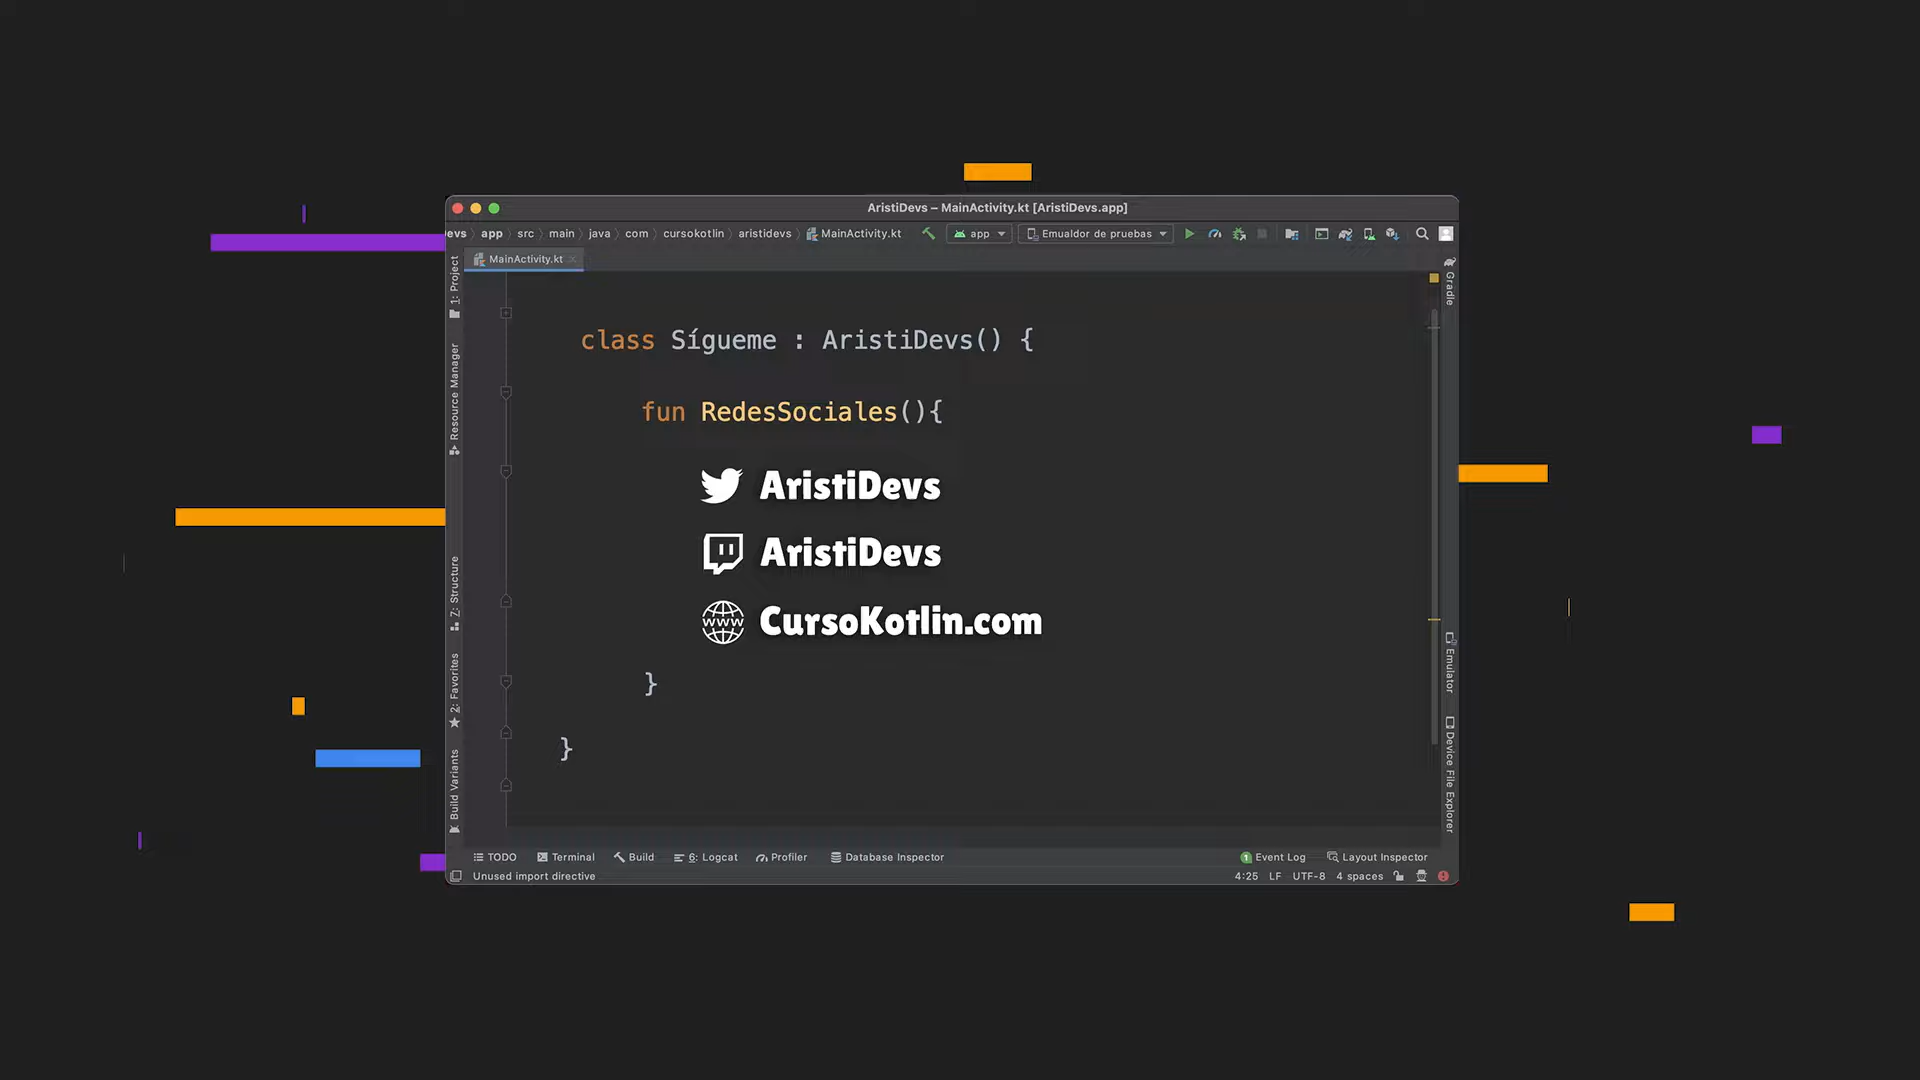 AristiDevs – MainActivity.kt [AristiDevs.app]
evs app src main java com cursokotlin aristidevs MainActivity.kt app Emualdor de pruebas
MainActivity.kt
1: Project
Resource Manager
7: Structure
2: Favorites
Build Variants
class Sígueme : AristiDevs() {
fun RedesSociales(){
AristiDevs
AristiDevs
www CursoKotlin.com
}
}
Gradle
Emulator
Device File Explorer
TODO Terminal Build 6: Logcat Profiler Database Inspector 1 Event Log Layout Inspector
Unused import directive 4:25 LF UTF-8 4 spaces